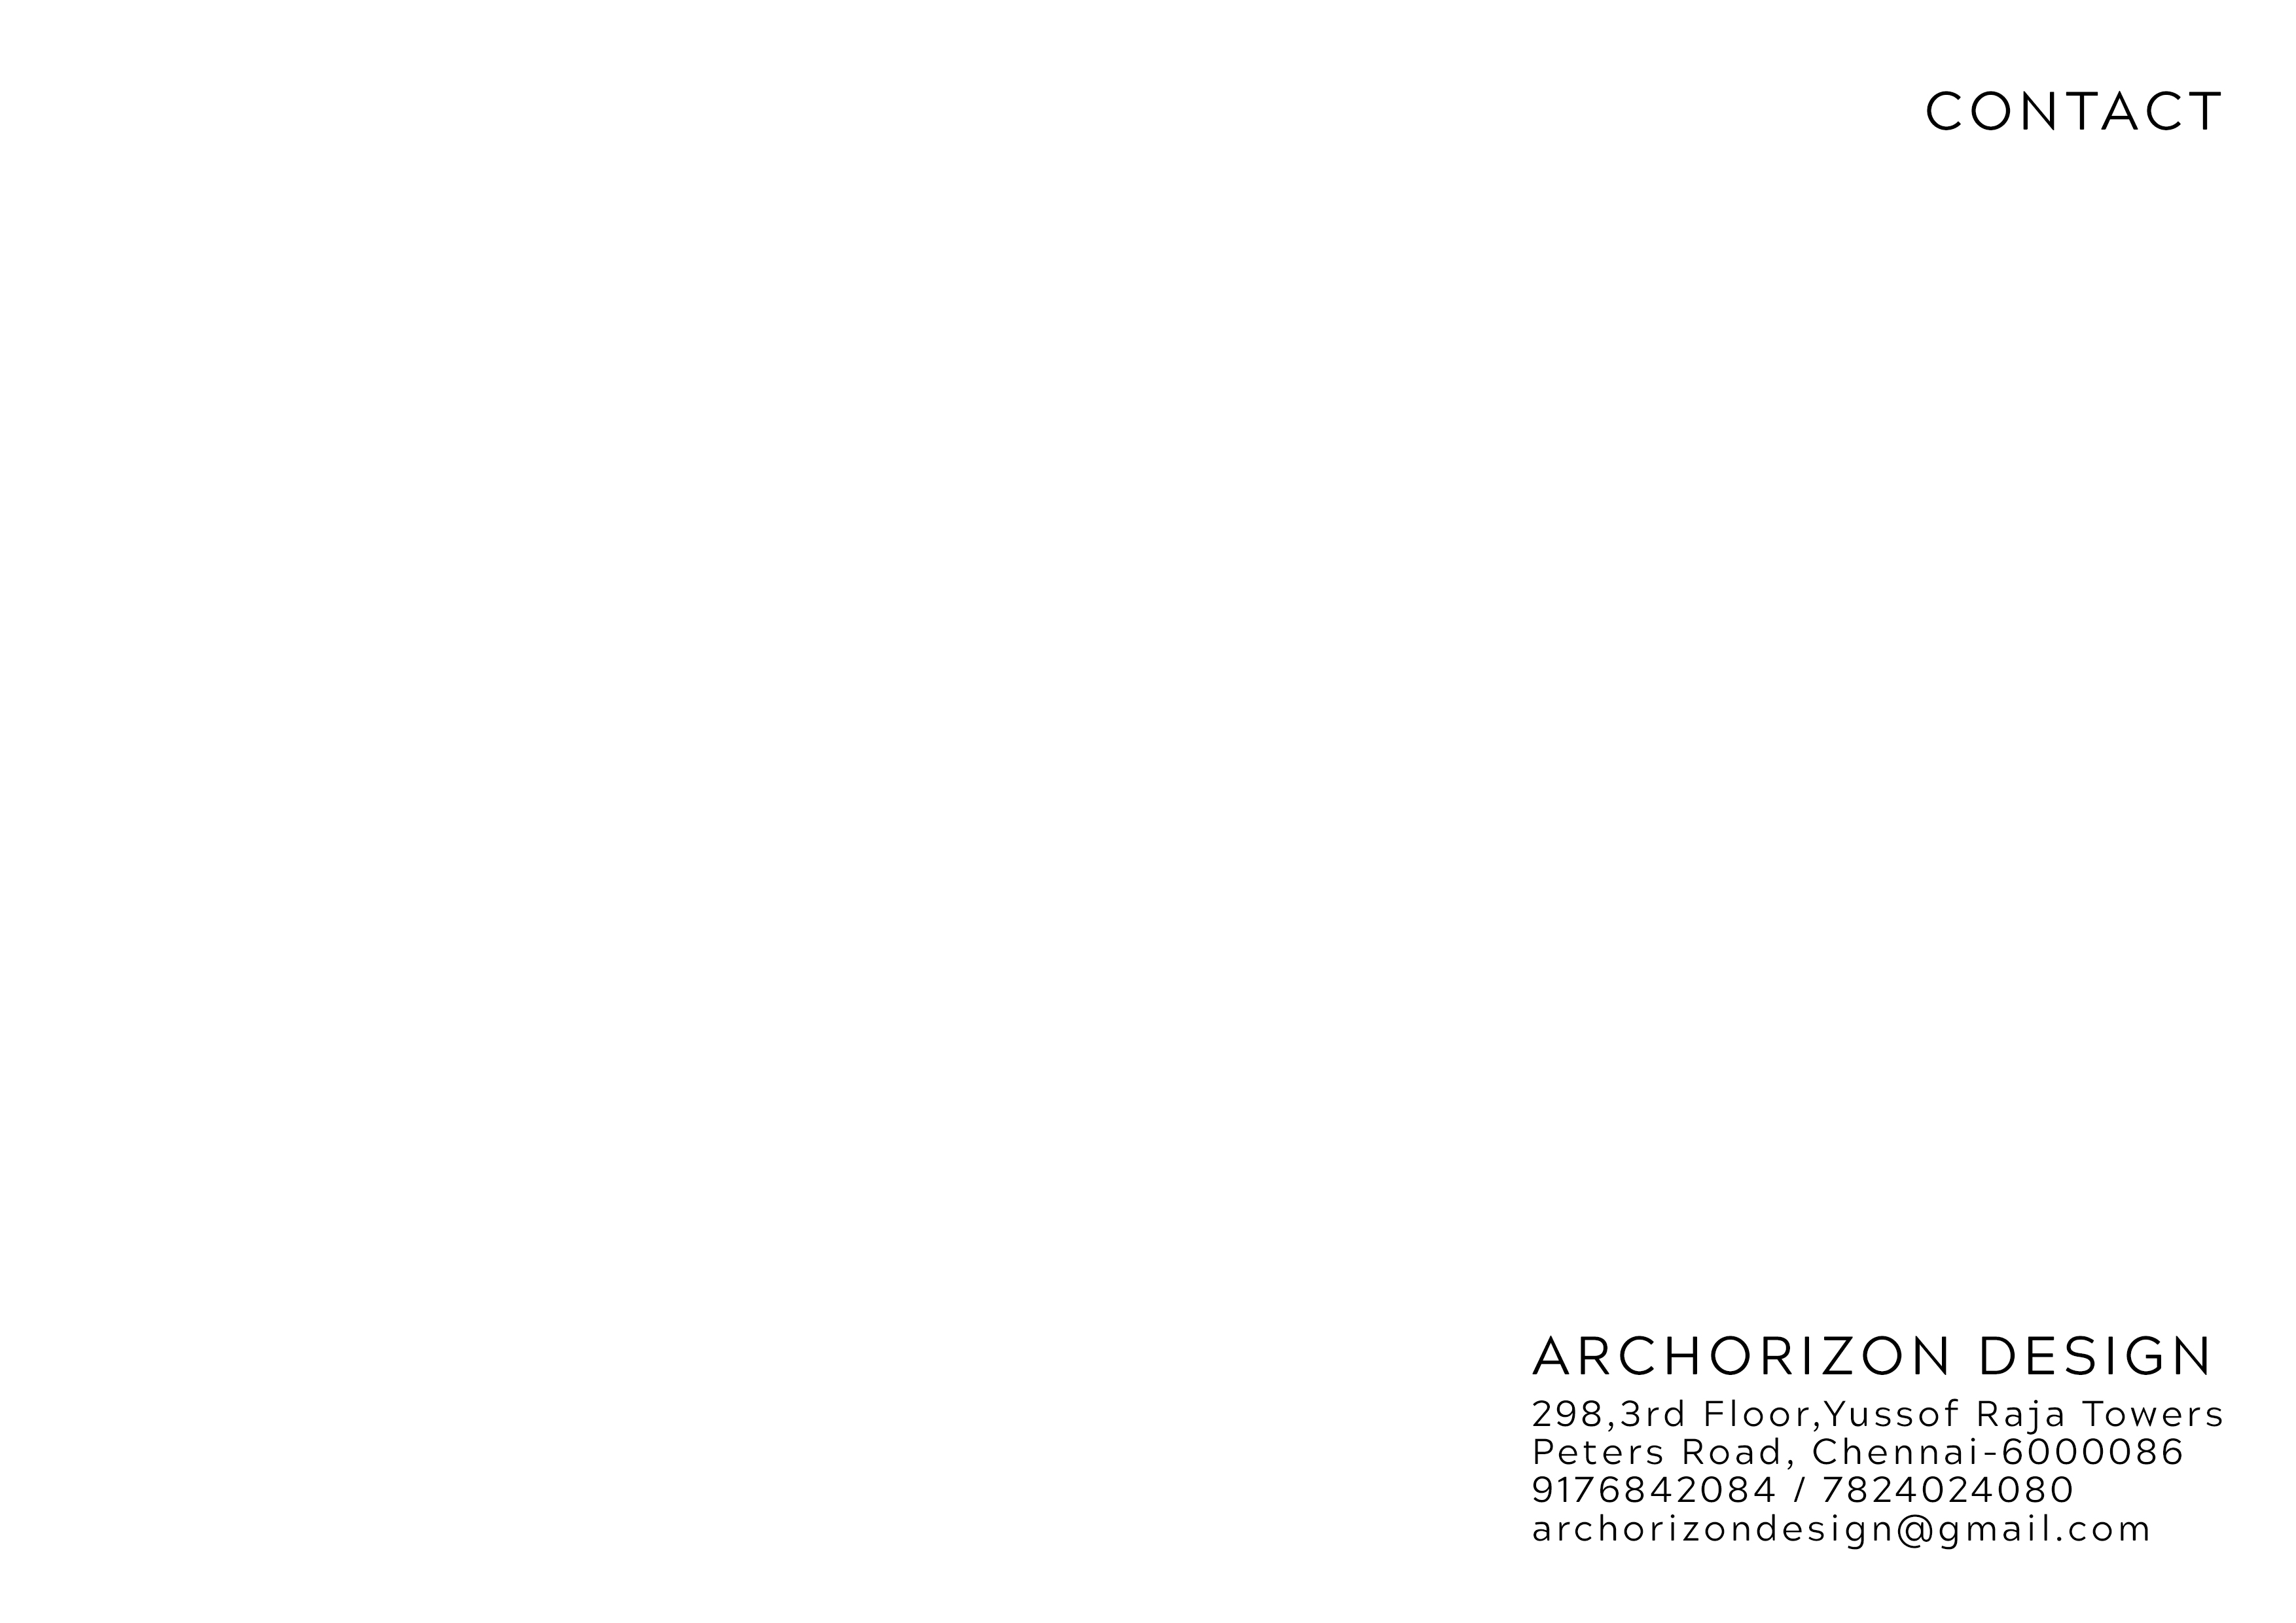 CONTACT
ARCHORIZON DESIGN
298,3rd Floor,Yussof Raja Towers
Peters Road, Chennai-6000086
9176842084 / 7824024080
archorizondesign@gmail.com